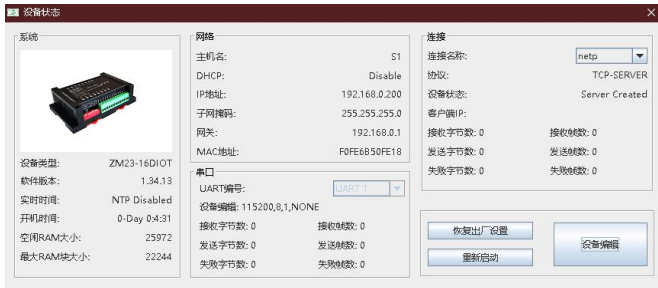 设备状态
系统
设备类型: ZM23-16DIOT
软件版本: 1.34.13
实时时间: NTP Disabled
开机时间: 0-Day 0:4:31
空闲RAM大小: 25972
最大RAM块大小: 22244
网络
主机名: S1
DHCP: Disable
IP地址: 192.168.0.200
子网掩码: 255.255.255.0
网关: 192.168.0.1
MAC地址: F0FE6B50FE18
串口
UART编号: UART 1
设备编辑: 115200,8,1,NONE
接收字节数: 0 接收帧数: 0
发送字节数: 0 发送帧数: 0
失败字节数: 0 失败帧数: 0
连接
连接名称: netp
协议: TCP-SERVER
设备状态: Server Created
客户端IP:
接收字节数: 0 接收帧数: 0
发送字节数: 0 发送帧数: 0
失败字节数: 0 失败帧数: 0
恢复出厂设置
重新启动
设备编辑